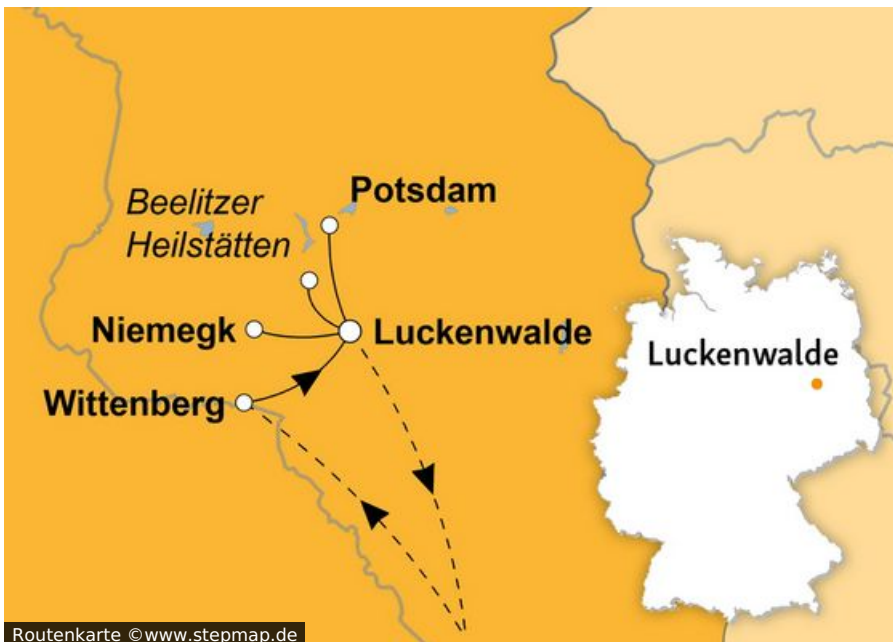 Potsdam
Beelitzer
Heilstätten
Niemegk
Luckenwalde
Wittenberg
Luckenwalde
Routenkarte ©www.stepmap.de